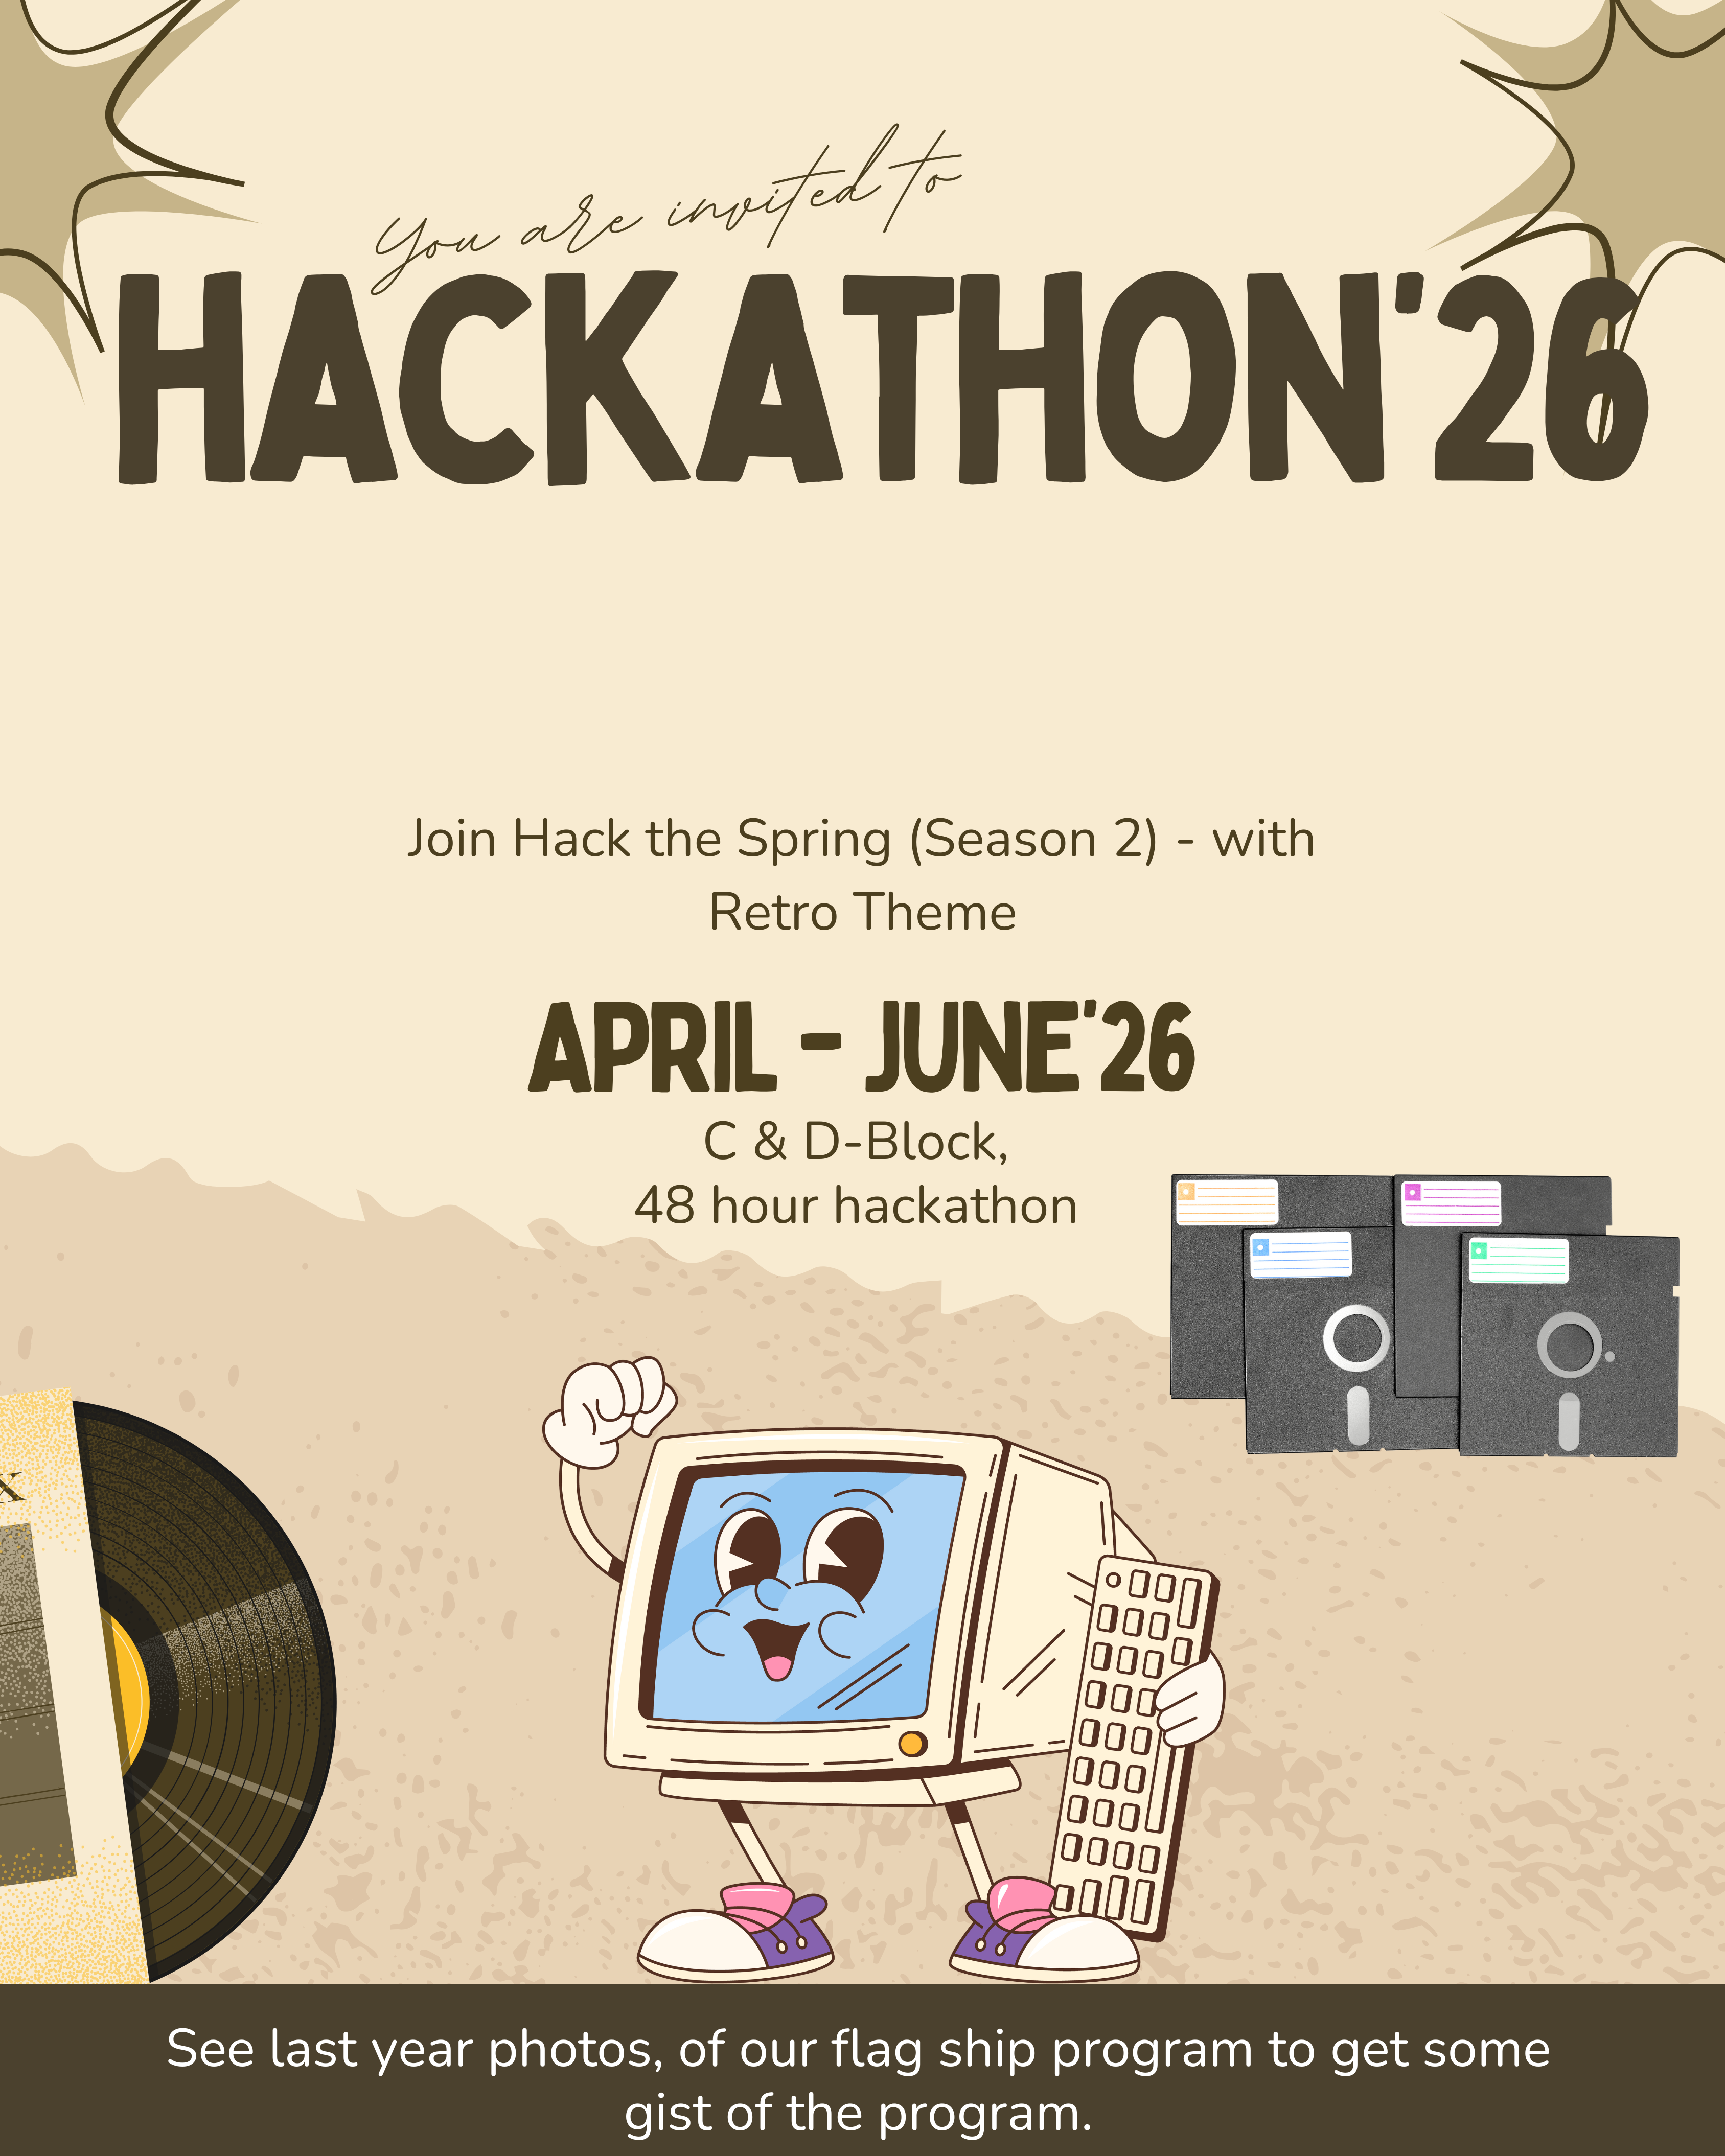 You are invited to
HACKATHON'26
Join Hack the Spring (Season 2) - with
Retro Theme
APRIL - JUNE'26
C & D-Block,
48 hour hackathon
X
See last year photos, of our flag ship program to get some
gist of the program.